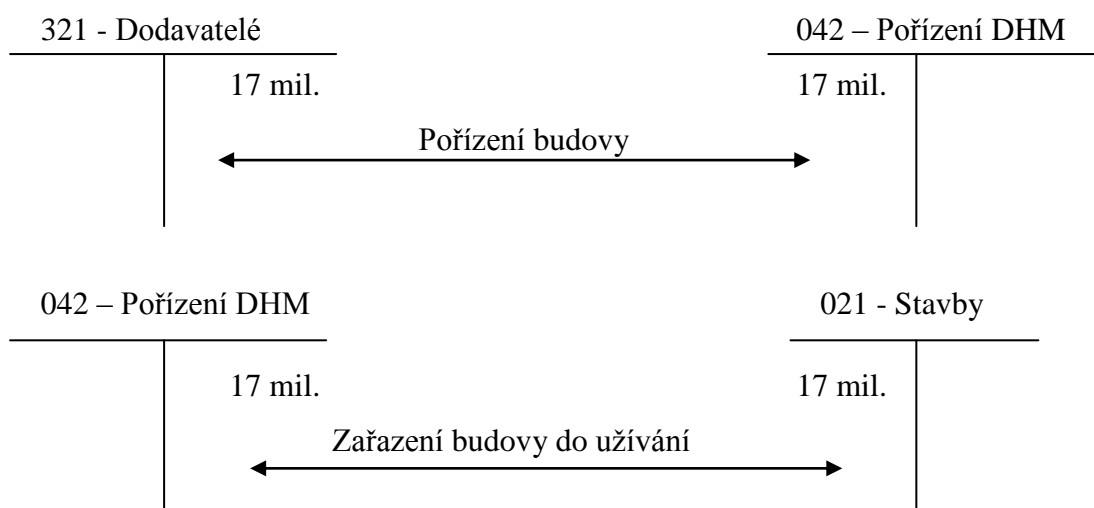 321 - Dodavatelé 042 – Pořízení DHM
17 mil. 17 mil.
Pořízení budovy
042 – Pořízení DHM 021 - Stavby
17 mil. 17 mil.
Zařazení budovy do užívání